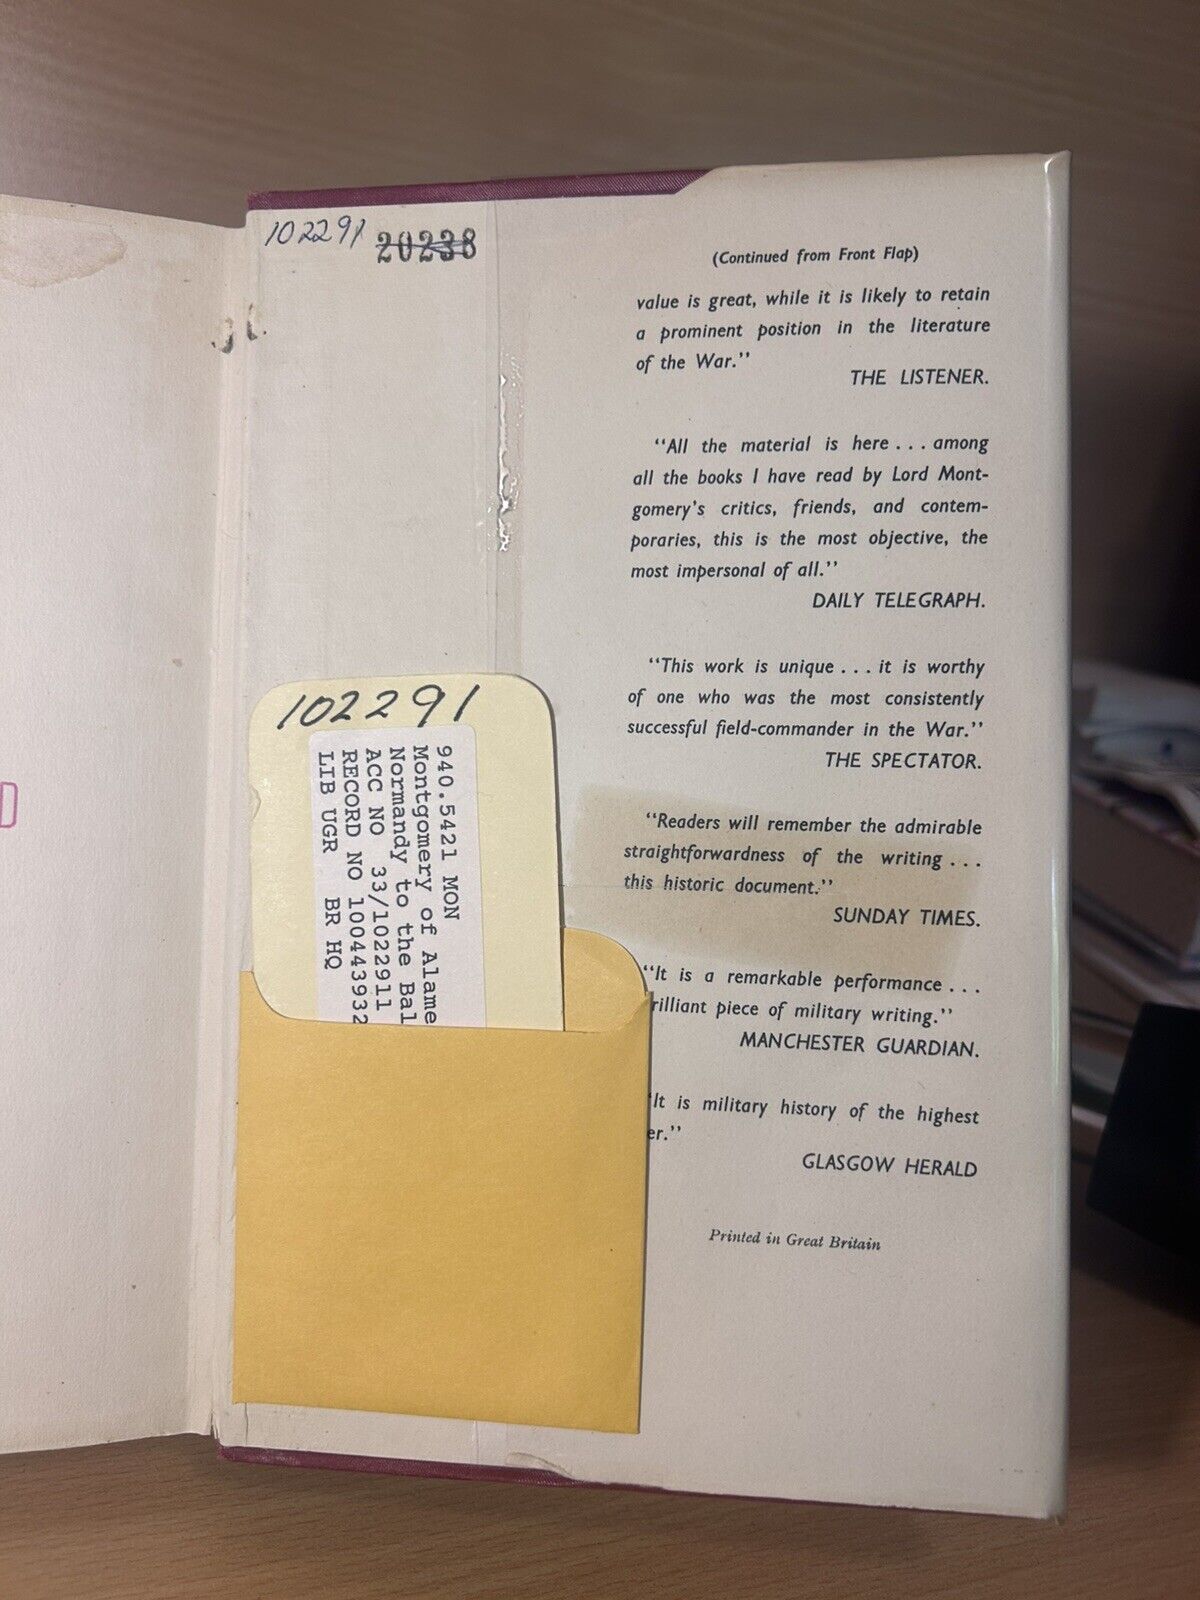 102291 20238
(Continued from Front Flap)
value is great, while it is likely to retain
a prominent position in the literature
of the War.”
THE LISTENER.
“All the material is here . . . among
all the books I have read by Lord Mont-
gomery’s critics, friends, and contem-
poraries, this is the most objective, the
most impersonal of all.”
DAILY TELEGRAPH.
“This work is unique . . . it is worthy
of one who was the most consistently
successful field-commander in the War.”
THE SPECTATOR.
“Readers will remember the admirable
straightforwardness of the writing . . .
this historic document.”
SUNDAY TIMES.
“It is a remarkable performance . . .
rilliant piece of military writing.”
MANCHESTER GUARDIAN.
It is military history of the highest
er.”
GLASGOW HERALD
Printed in Great Britain
102291
940.5421 MON
Montgomery of Alame
Normandy to the Bal
ACC NO 33/1022911
RECORD NO 100443932
LIB UGR BR HQ
D